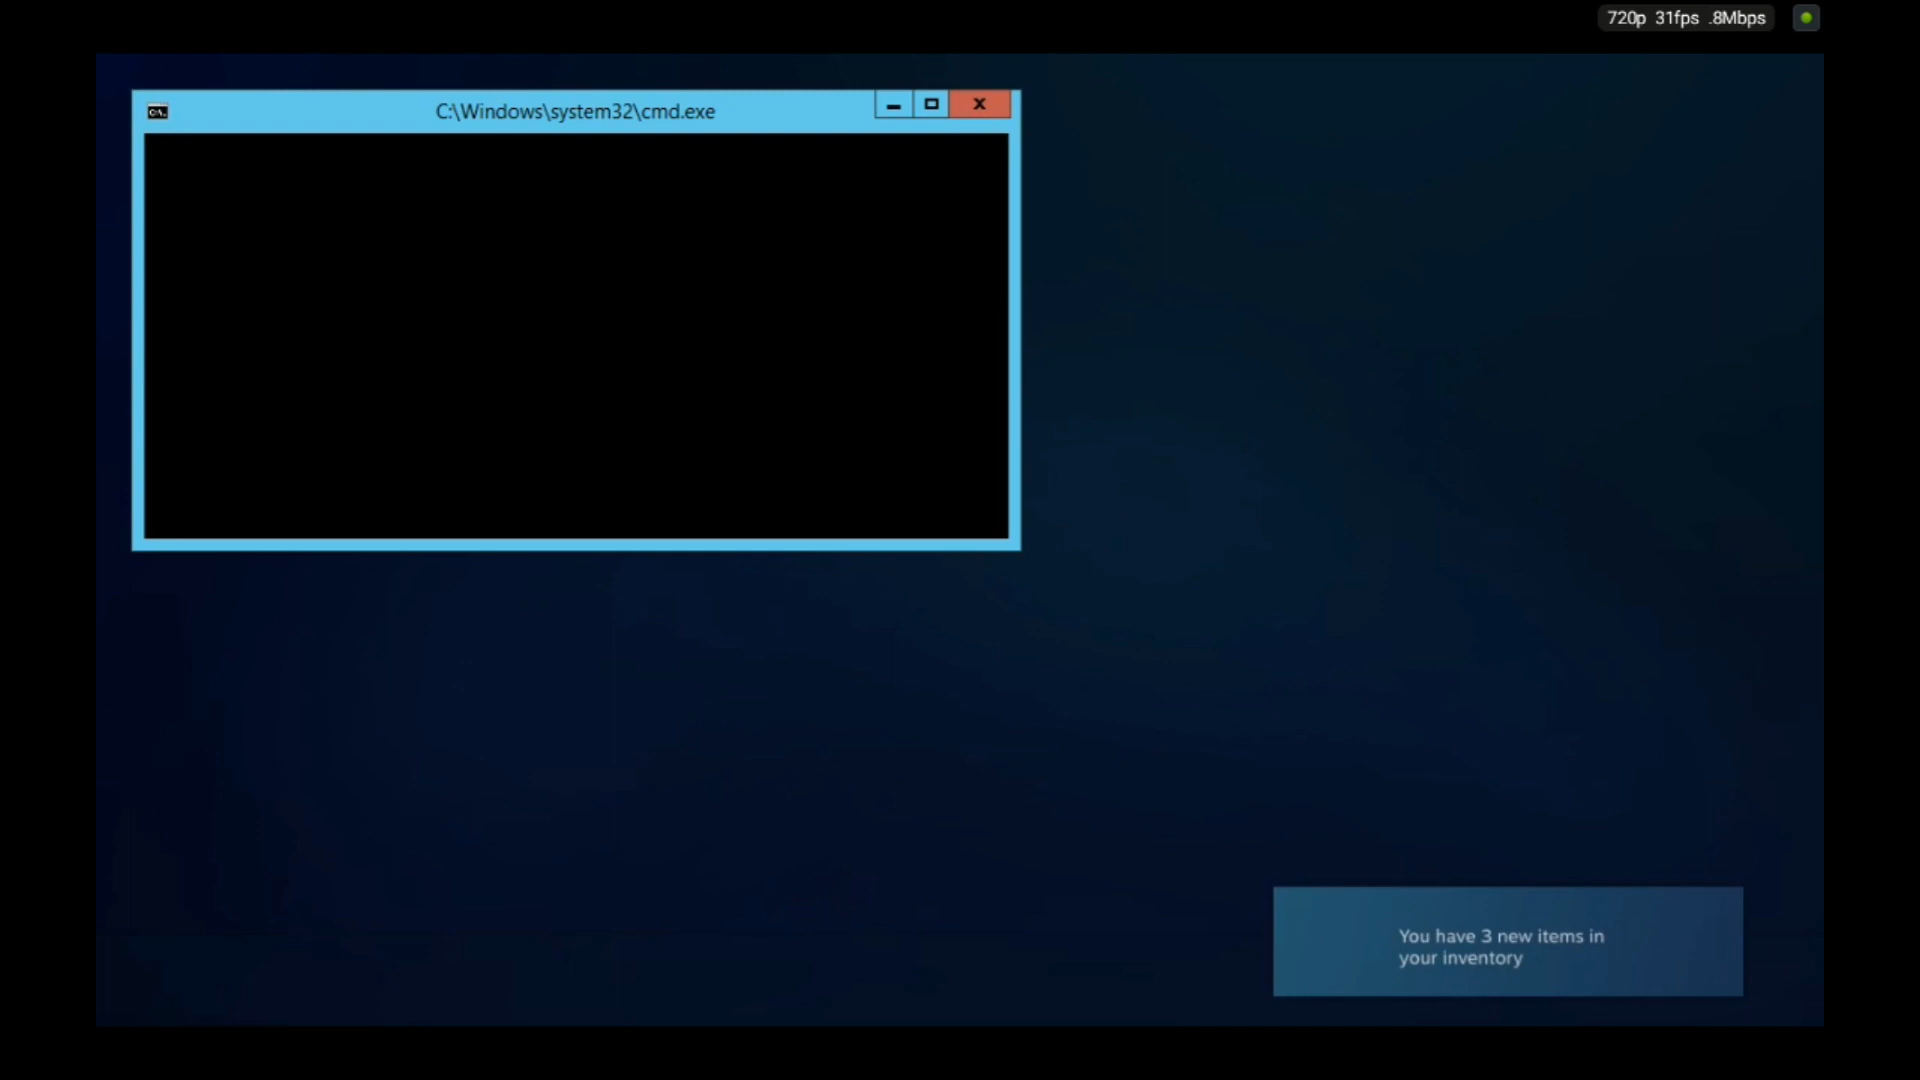 720p 31fps .8Mbps
C:\Windows\system32\cmd.exe
You have 3 new items in
your inventory